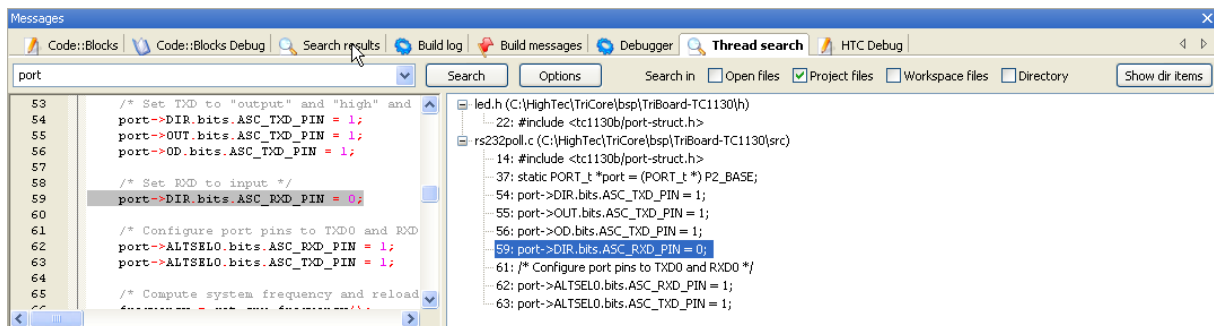 Messages
Code::Blocks Code::Blocks Debug Search results Build log Build messages Debugger Thread search HTC Debug
port Search Options Search in Open files Project files Workspace files Directory Show dir items
53 /* Set TXD to "output" and "high" and
54 port->DIR.bits.ASC_TXD_PIN = 1;
55 port->OUT.bits.ASC_TXD_PIN = 1;
56 port->OD.bits.ASC_TXD_PIN = 1;
57
58 /* Set RXD to input */
59 port->DIR.bits.ASC_RXD_PIN = 0;
60
61 /* Configure port pins to TXD0 and RXD
62 port->ALTSEL0.bits.ASC_RXD_PIN = 1;
63 port->ALTSEL0.bits.ASC_TXD_PIN = 1;
64
65 /* Compute system frequency and reload
led.h (C:\HighTec\TriCore\bsp\TriBoard-TC1130\h)
22: #include <tc1130b/port-struct.h>
rs232poll.c (C:\HighTec\TriCore\bsp\TriBoard-TC1130\src)
14: #include <tc1130b/port-struct.h>
37: static PORT_t *port = (PORT_t *) P2_BASE;
54: port->DIR.bits.ASC_TXD_PIN = 1;
55: port->OUT.bits.ASC_TXD_PIN = 1;
56: port->OD.bits.ASC_TXD_PIN = 1;
59: port->DIR.bits.ASC_RXD_PIN = 0;
61: /* Configure port pins to TXD0 and RXD0 */
62: port->ALTSEL0.bits.ASC_RXD_PIN = 1;
63: port->ALTSEL0.bits.ASC_TXD_PIN = 1;